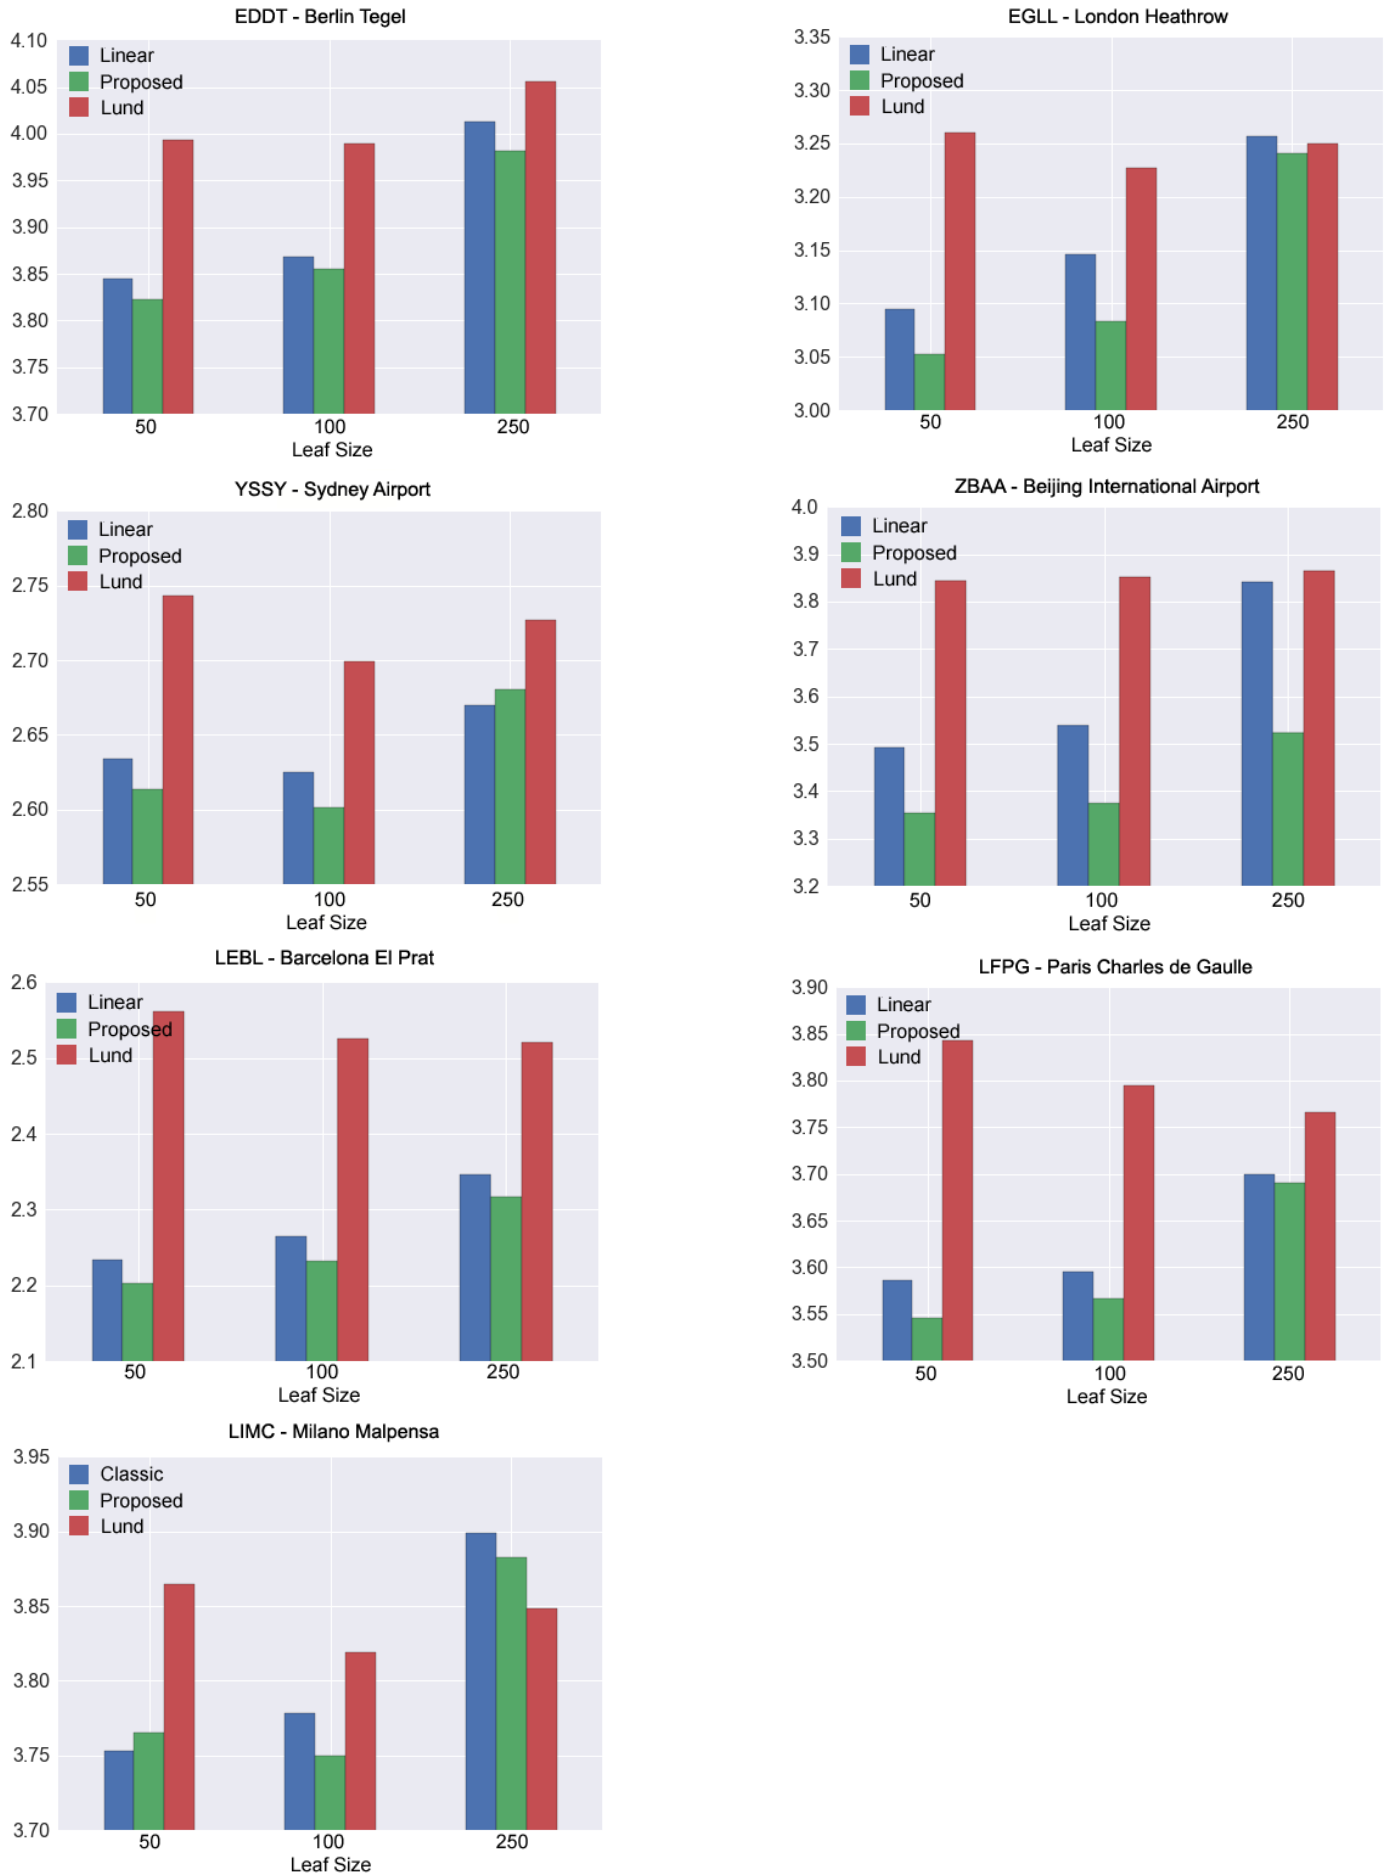 EDDT - Berlin Tegel
4.10
4.05
4.00
3.95
3.90
3.85
3.80
3.75
3.70
Linear
Proposed
Lund
50 100 250
Leaf Size
EGLL - London Heathrow
3.35
3.30
3.25
3.20
3.15
3.10
3.05
3.00
Linear
Proposed
Lund
50 100 250
Leaf Size
YSSY - Sydney Airport
2.80
2.75
2.70
2.65
2.60
2.55
Linear
Proposed
Lund
50 100 250
Leaf Size
ZBAA - Beijing International Airport
4.0
3.9
3.8
3.7
3.6
3.5
3.4
3.3
3.2
Linear
Proposed
Lund
50 100 250
Leaf Size
LEBL - Barcelona El Prat
2.6
2.5
2.4
2.3
2.2
2.1
Linear
Proposed
Lund
50 100 250
Leaf Size
LFPG - Paris Charles de Gaulle
3.90
3.85
3.80
3.75
3.70
3.65
3.60
3.55
3.50
Linear
Proposed
Lund
50 100 250
Leaf Size
LIMC - Milano Malpensa
3.95
3.90
3.85
3.80
3.75
3.70
Classic
Proposed
Lund
50 100 250
Leaf Size